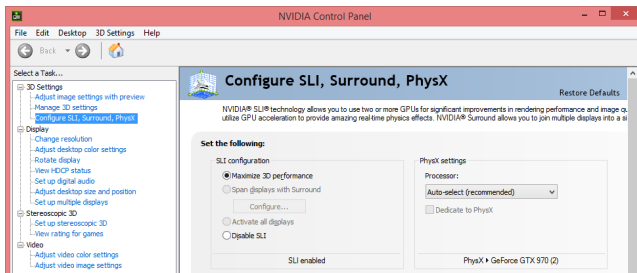 NVIDIA Control Panel
File Edit Desktop 3D Settings Help
Back
Select a Task...
3D Settings
Adjust image settings with preview
Manage 3D settings
Configure SLI, Surround, PhysX
Display
Change resolution
Adjust desktop color settings
Rotate display
View HDCP status
Set up digital audio
Adjust desktop size and position
Set up multiple displays
Stereoscopic 3D
Set up stereoscopic 3D
View rating for games
Video
Adjust video color settings
Adjust video image settings
Configure SLI, Surround, PhysX
Restore Defaults
NVIDIA® SLI® technology allows you to use two or more GPUs for significant improvements in rendering performance and image qu
utilize GPU acceleration to provide amazing real-time physics effects. NVIDIA® Surround allows you to join multiple displays into a si
Set the following:
SLI configuration
Maximize 3D performance
Span displays with Surround
Configure...
Activate all displays
Disable SLI
SLI enabled
PhysX settings
Processor:
Auto-select (recommended)
Dedicate to PhysX
PhysX GeForce GTX 970 (2)